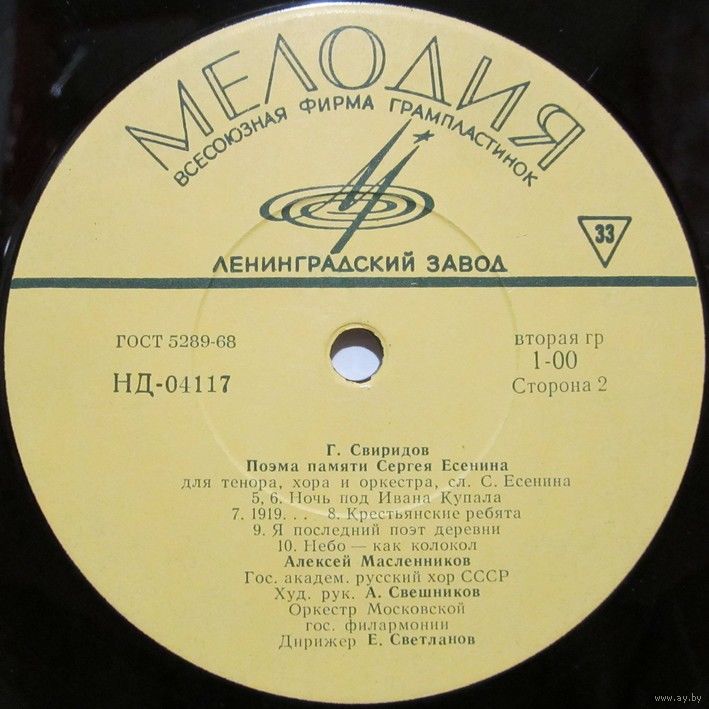 МЕЛОДИЯ
ВСЕСОЮЗНАЯ ФИРМА ГРАМПЛАСТИНОК
ЛЕНИНГРАДСКИЙ ЗАВОД
33
ГОСТ 5289-68
НД-04117
вторая гр
1-00
Сторона 2
Г. Свиридов
Поэма памяти Сергея Есенина
для тенора, хора и оркестра, сл. С. Есенина
5, 6. Ночь под Ивана Купала
7. 1919. . . 8. Крестьянские ребята
9. Я последний поэт деревни
10. Небо — как колокол
Алексей Масленников
Гос. академ. русский хор СССР
Худ. рук. А. Свешников
Оркестр Московской
гос. филармонии
Дирижер Е. Светланов
www.ay.by